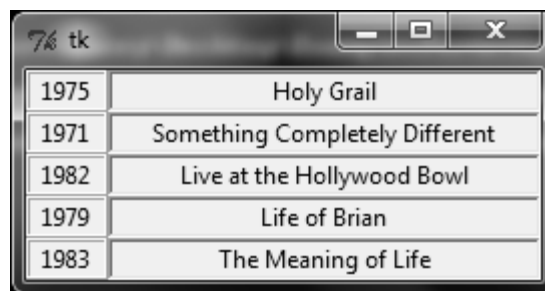 tk
1975 Holy Grail
1971 Something Completely Different
1982 Live at the Hollywood Bowl
1979 Life of Brian
1983 The Meaning of Life